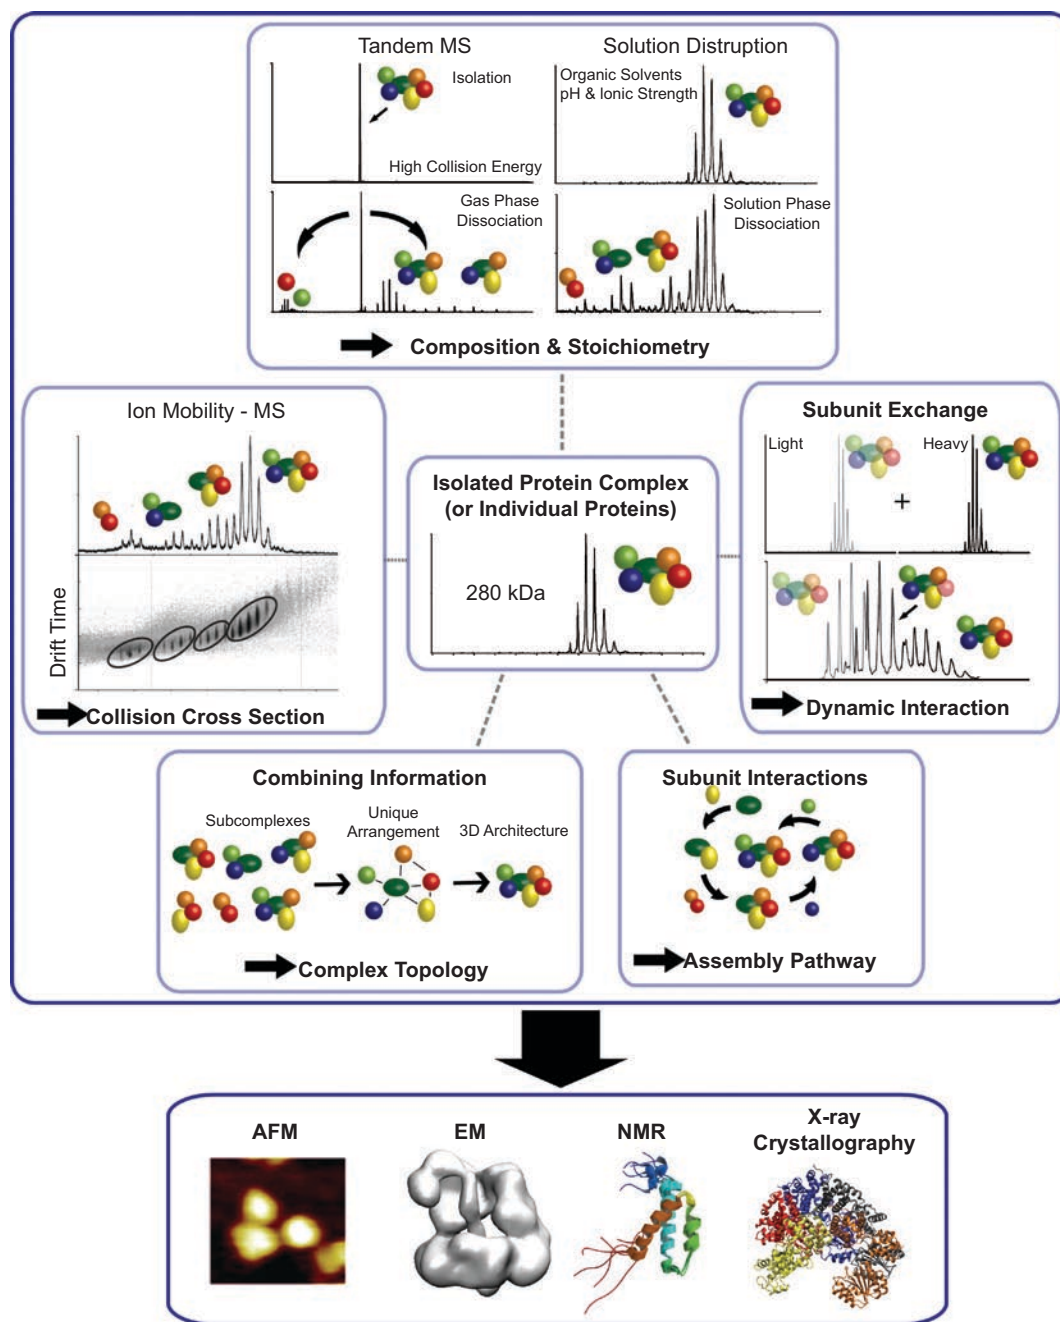 Tandem MS
Solution Distruption
Isolation
Organic Solvents
pH & Ionic Strength
High Collision Energy
Gas Phase
Dissociation
Solution Phase
Dissociation
Composition & Stoichiometry
Ion Mobility - MS
Drift Time
Collision Cross Section
Isolated Protein Complex
(or Individual Proteins)
280 kDa
Subunit Exchange
Light
Heavy
+
Dynamic Interaction
Combining Information
Subcomplexes
Unique
Arrangement
3D Architecture
Complex Topology
Subunit Interactions
Assembly Pathway
AFM
EM
NMR
X-ray
Crystallography